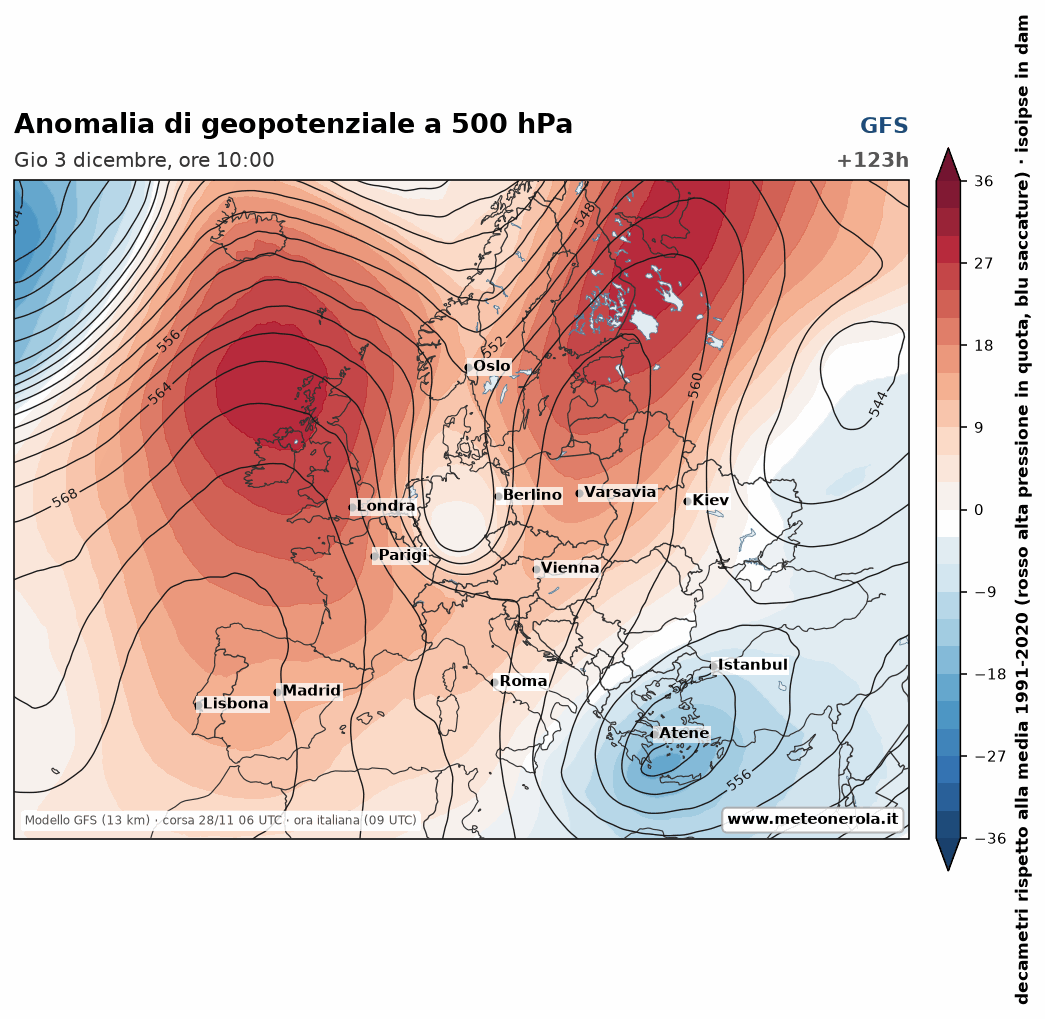 Anomalia di geopotenziale a 500 hPa
GFS
Gio 3 dicembre, ore 10:00
+123h
548
556
552
Oslo
564
560
544
568
Londra
Berlino
Varsavia
Kiev
Parigi
Vienna
Istanbul
Roma
Madrid
Lisbona
Atene
556
Modello GFS (13 km) · corsa 28/11 06 UTC · ora italiana (09 UTC)
www.meteonerola.it
36
27
18
9
0
−9
−18
−27
−36
decametri rispetto alla media 1991-2020 (rosso alta pressione in quota, blu saccature) · isoipse in dam